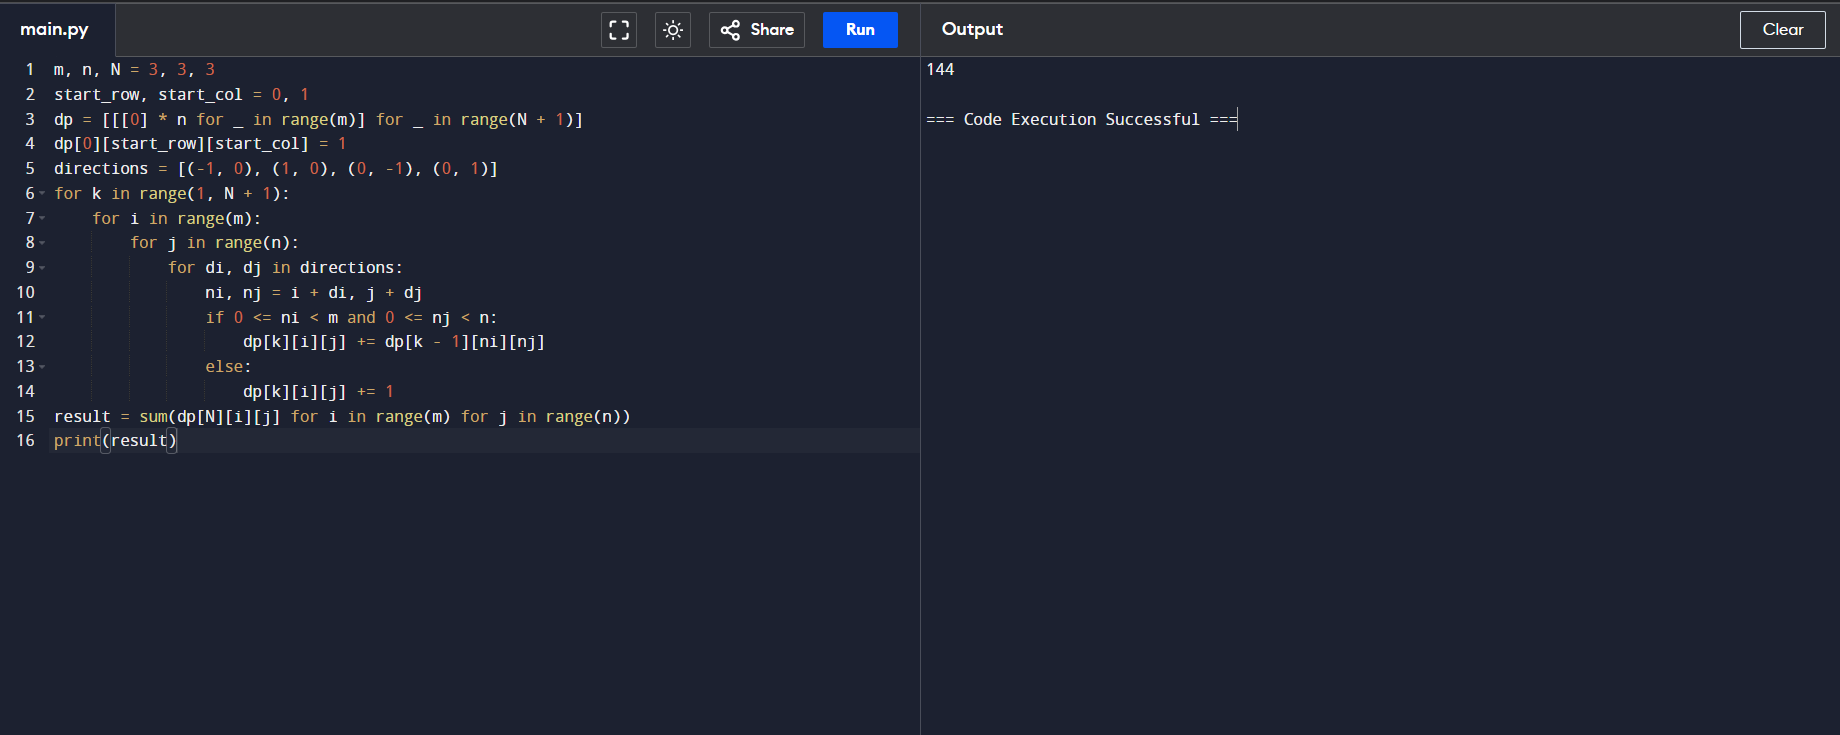 main.py
Share
Run
Output
Clear
1 m, n, N = 3, 3, 3
2 start_row, start_col = 0, 1
3 dp = [[[0] * n for _ in range(m)] for _ in range(N + 1)]
4 dp[0][start_row][start_col] = 1
5 directions = [(-1, 0), (1, 0), (0, -1), (0, 1)]
6 for k in range(1, N + 1):
7     for i in range(m):
8         for j in range(n):
9             for di, dj in directions:
10                 ni, nj = i + di, j + dj
11                 if 0 <= ni < m and 0 <= nj < n:
12                     dp[k][i][j] += dp[k - 1][ni][nj]
13                 else:
14                     dp[k][i][j] += 1
15 result = sum(dp[N][i][j] for i in range(m) for j in range(n))
16 print(result)
144
=== Code Execution Successful ===